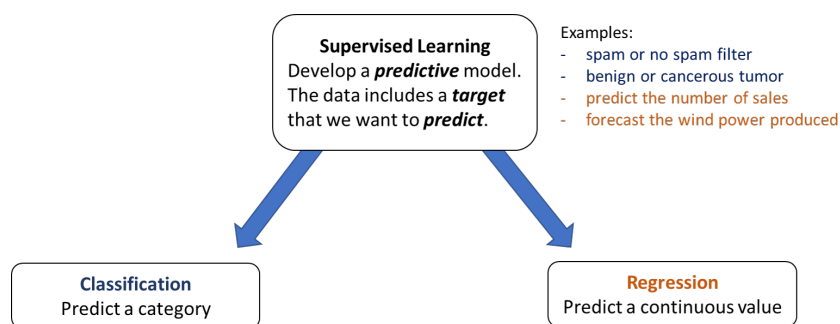 Supervised Learning
Develop a predictive model.
The data includes a target
that we want to predict.
Examples:
- spam or no spam filter
- benign or cancerous tumor
- predict the number of sales
- forecast the wind power produced
Classification
Predict a category
Regression
Predict a continuous value